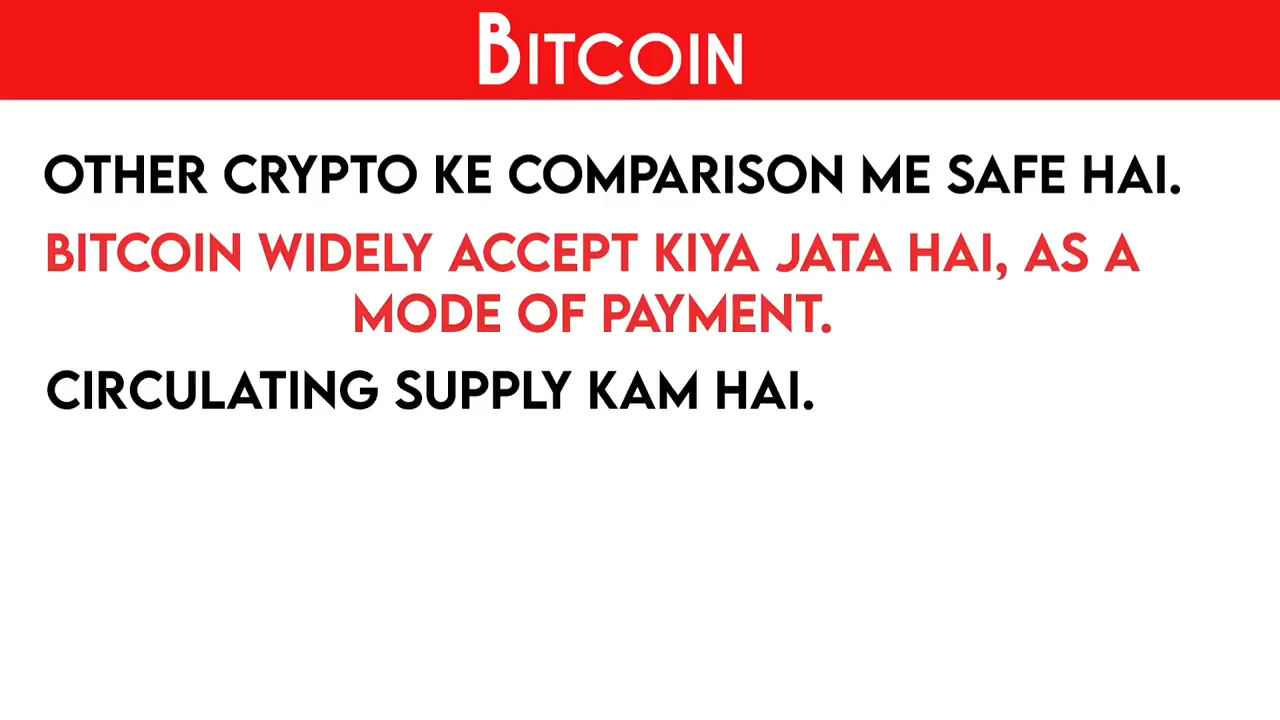 Bitcoin
OTHER CRYPTO KE COMPARISON ME SAFE HAI.
BITCOIN WIDELY ACCEPT KIYA JATA HAI, AS A
MODE OF PAYMENT.
CIRCULATING SUPPLY KAM HAI.